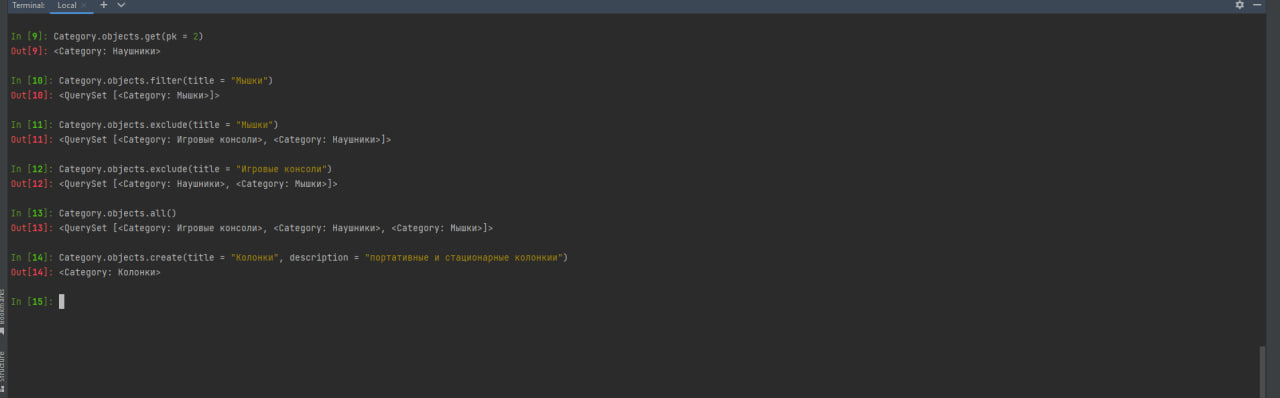 Terminal: Local × +
In [9]: Category.objects.get(pk = 2)
Out[9]: <Category: Наушники>
In [10]: Category.objects.filter(title = "Мышки")
Out[10]: <QuerySet [<Category: Мышки>]>
In [11]: Category.objects.exclude(title = "Мышки")
Out[11]: <QuerySet [<Category: Игровые консоли>, <Category: Наушники>]>
In [12]: Category.objects.exclude(title = "Игровые консоли")
Out[12]: <QuerySet [<Category: Наушники>, <Category: Мышки>]>
In [13]: Category.objects.all()
Out[13]: <QuerySet [<Category: Игровые консоли>, <Category: Наушники>, <Category: Мышки>]>
In [14]: Category.objects.create(title = "Колонки", description = "портативные и стационарные колонкии")
Out[14]: <Category: Колонки>
In [15]:
Bookmarks
Structure